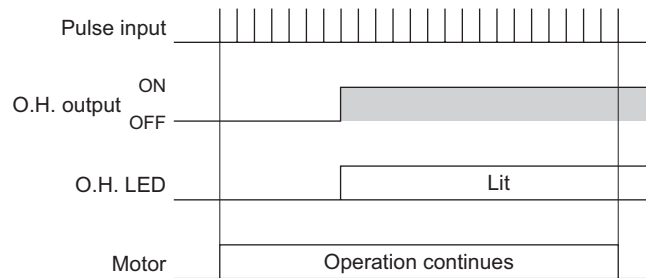 Pulse input
ON
O.H. output
OFF
O.H. LED
Lit
Motor
Operation continues